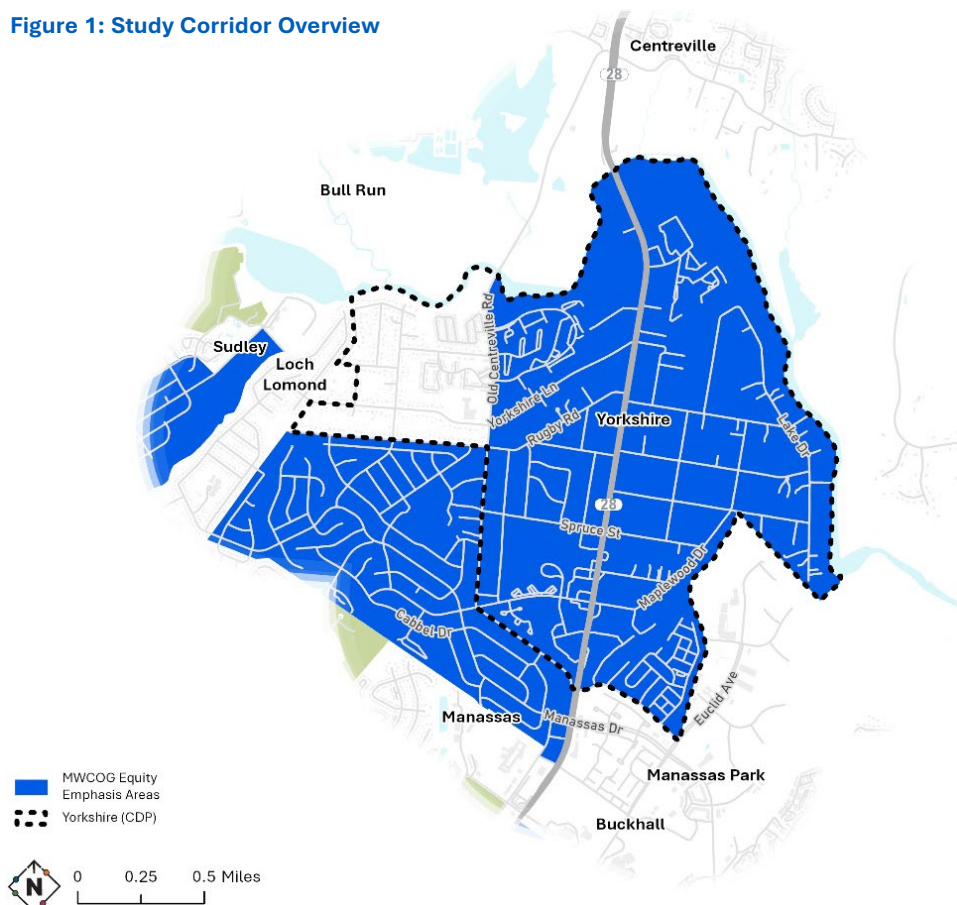 Figure 1: Study Corridor Overview
Centreville
28
Bull Run
Old Centreville Rd
Sudley
Loch
Lomond
Yorkshire Ln
Rugby Rd
Yorkshire
Lake Dr
28
Spruce St
Maplewood Dr
Cabbel Dr
Euclid Ave
Manassas
Manassas Dr
Manassas Park
Buckhall
MWCOG Equity
Emphasis Areas
Yorkshire (CDP)
N
0 0.25 0.5 Miles